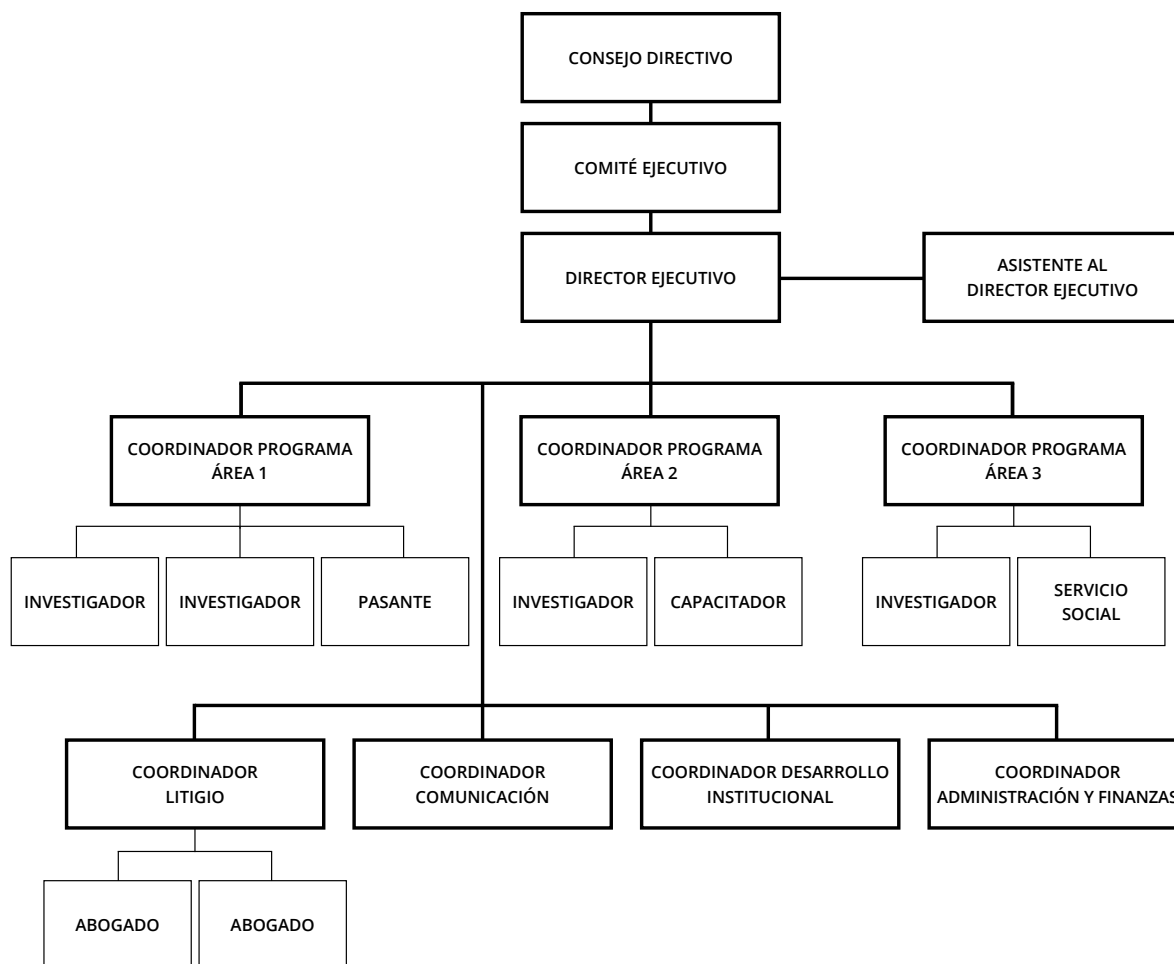 CONSEJO DIRECTIVO
COMITÉ EJECUTIVO
DIRECTOR EJECUTIVO
ASISTENTE AL
DIRECTOR EJECUTIVO
COORDINADOR PROGRAMA
ÁREA 1
COORDINADOR PROGRAMA
ÁREA 2
COORDINADOR PROGRAMA
ÁREA 3
INVESTIGADOR
INVESTIGADOR
PASANTE
INVESTIGADOR
CAPACITADOR
INVESTIGADOR
SERVICIO
SOCIAL
COORDINADOR
LITIGIO
COORDINADOR
COMUNICACIÓN
COORDINADOR DESARROLLO
INSTITUCIONAL
COORDINADOR
ADMINISTRACIÓN Y FINANZAS
ABOGADO
ABOGADO